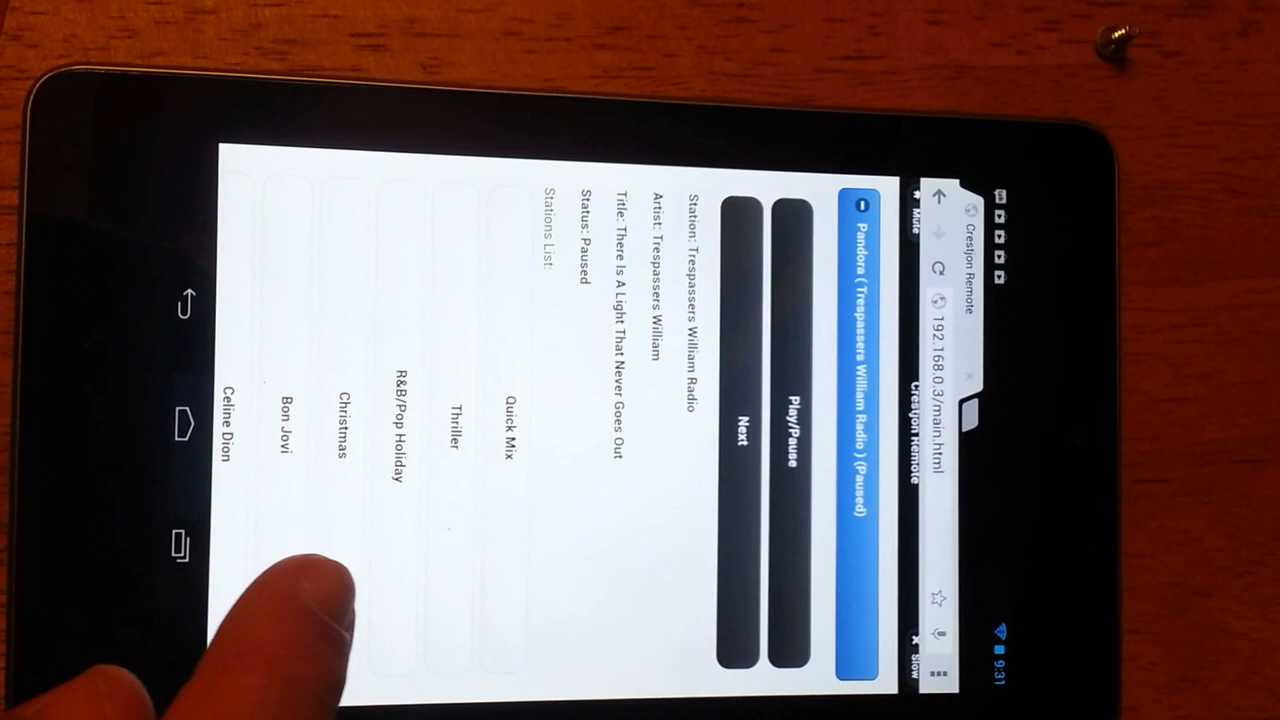 9:31
Crestjon Remote
192.168.0.3/main.html
Mute
Crestjon Remote
Slow
Pandora ( Trespassers William Radio ) (Paused)
Play/Pause
Next
Station: Trespassers William Radio
Artist: Trespassers William
Title: There Is A Light That Never Goes Out
Status: Paused
Stations List:
Quick Mix
Thriller
R&B/Pop Holiday
Christmas
Bon Jovi
Celine Dion